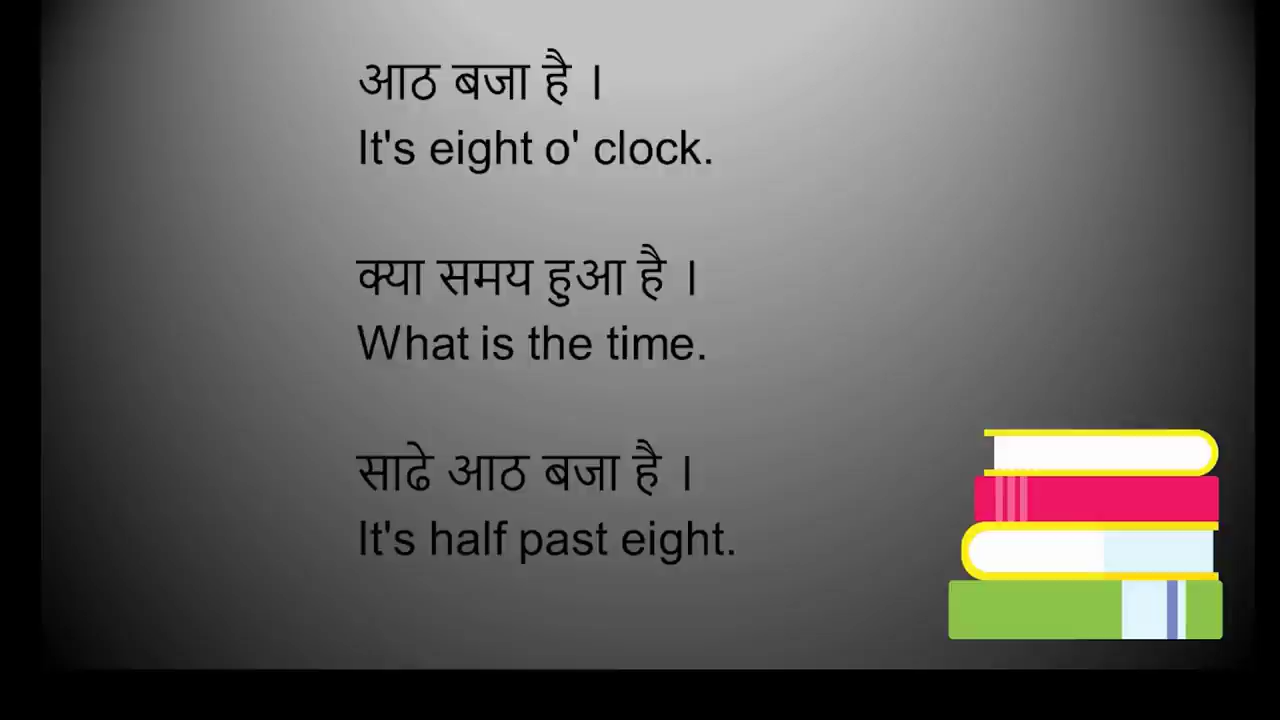 आठ बजा है ।
It's eight o' clock.
क्या समय हुआ है ।
What is the time.
साढे आठ बजा है ।
It's half past eight.